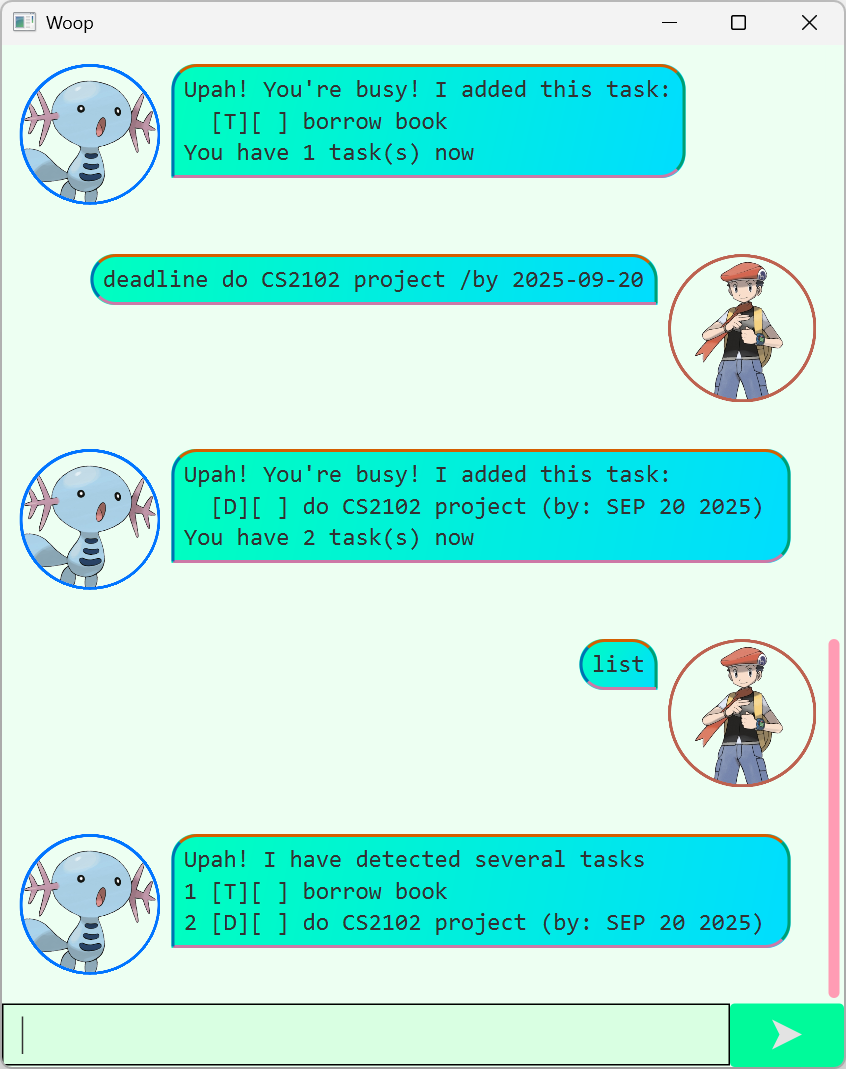 Woop
Upah! You're busy! I added this task:
  [T][ ] borrow book
You have 1 task(s) now
deadline do CS2102 project /by 2025-09-20
Upah! You're busy! I added this task:
  [D][ ] do CS2102 project (by: SEP 20 2025)
You have 2 task(s) now
list
Upah! I have detected several tasks
1 [T][ ] borrow book
2 [D][ ] do CS2102 project (by: SEP 20 2025)